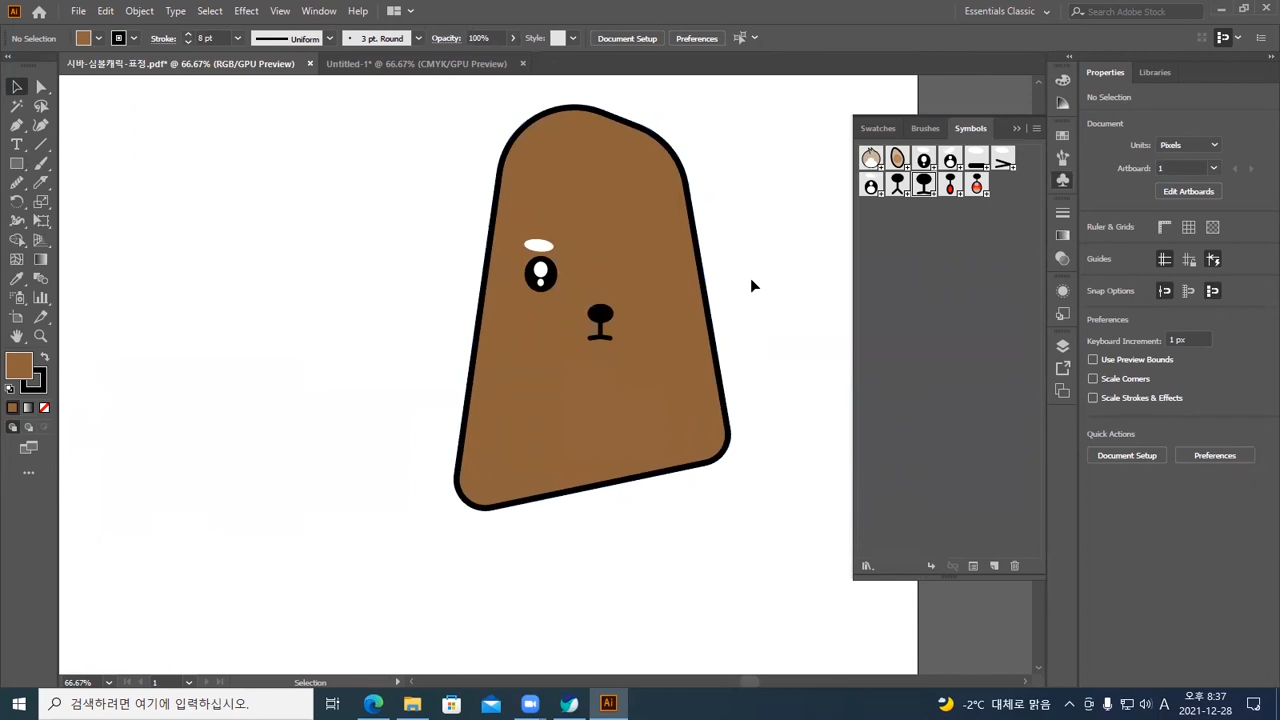 Ai File Edit Object Type Select Effect View Window Help Essentials Classic Search Adobe Stock
No Selection Stroke: 8 pt Uniform 3 pt. Round Opacity: 100% Style: Document Setup Preferences
시바-심볼캐릭-표정.pdf* @ 66.67% (RGB/GPU Preview) × Untitled-1* @ 66.67% (CMYK/GPU Preview) ×
Properties Libraries
No Selection
Document
Units: Pixels
Artboard: 1
Edit Artboards
Ruler & Grids
Guides
Snap Options
Preferences
Keyboard Increment: 1 px
Use Preview Bounds
Scale Corners
Scale Strokes & Effects
Quick Actions
Document Setup Preferences
Swatches Brushes Symbols
66.67% 1 Selection
검색하려면 여기에 입력하십시오.
Ai
-2°C 대체로 맑음 A 오후 8:37
2021-12-28